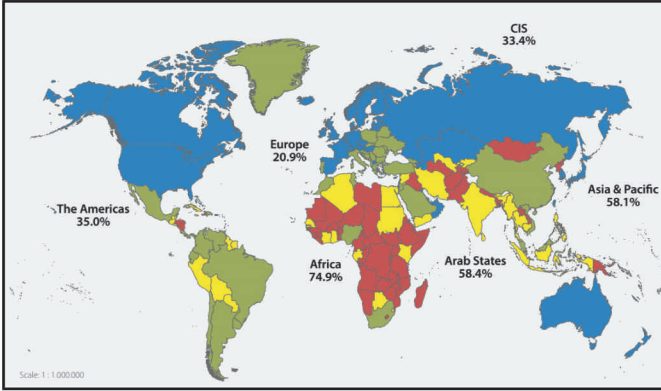 CIS
33.4%
Europe
20.9%
The Americas
35.0%
Asia & Pacific
58.1%
Africa
74.9%
Arab States
58.4%
Scale: 1 : 1.000.000